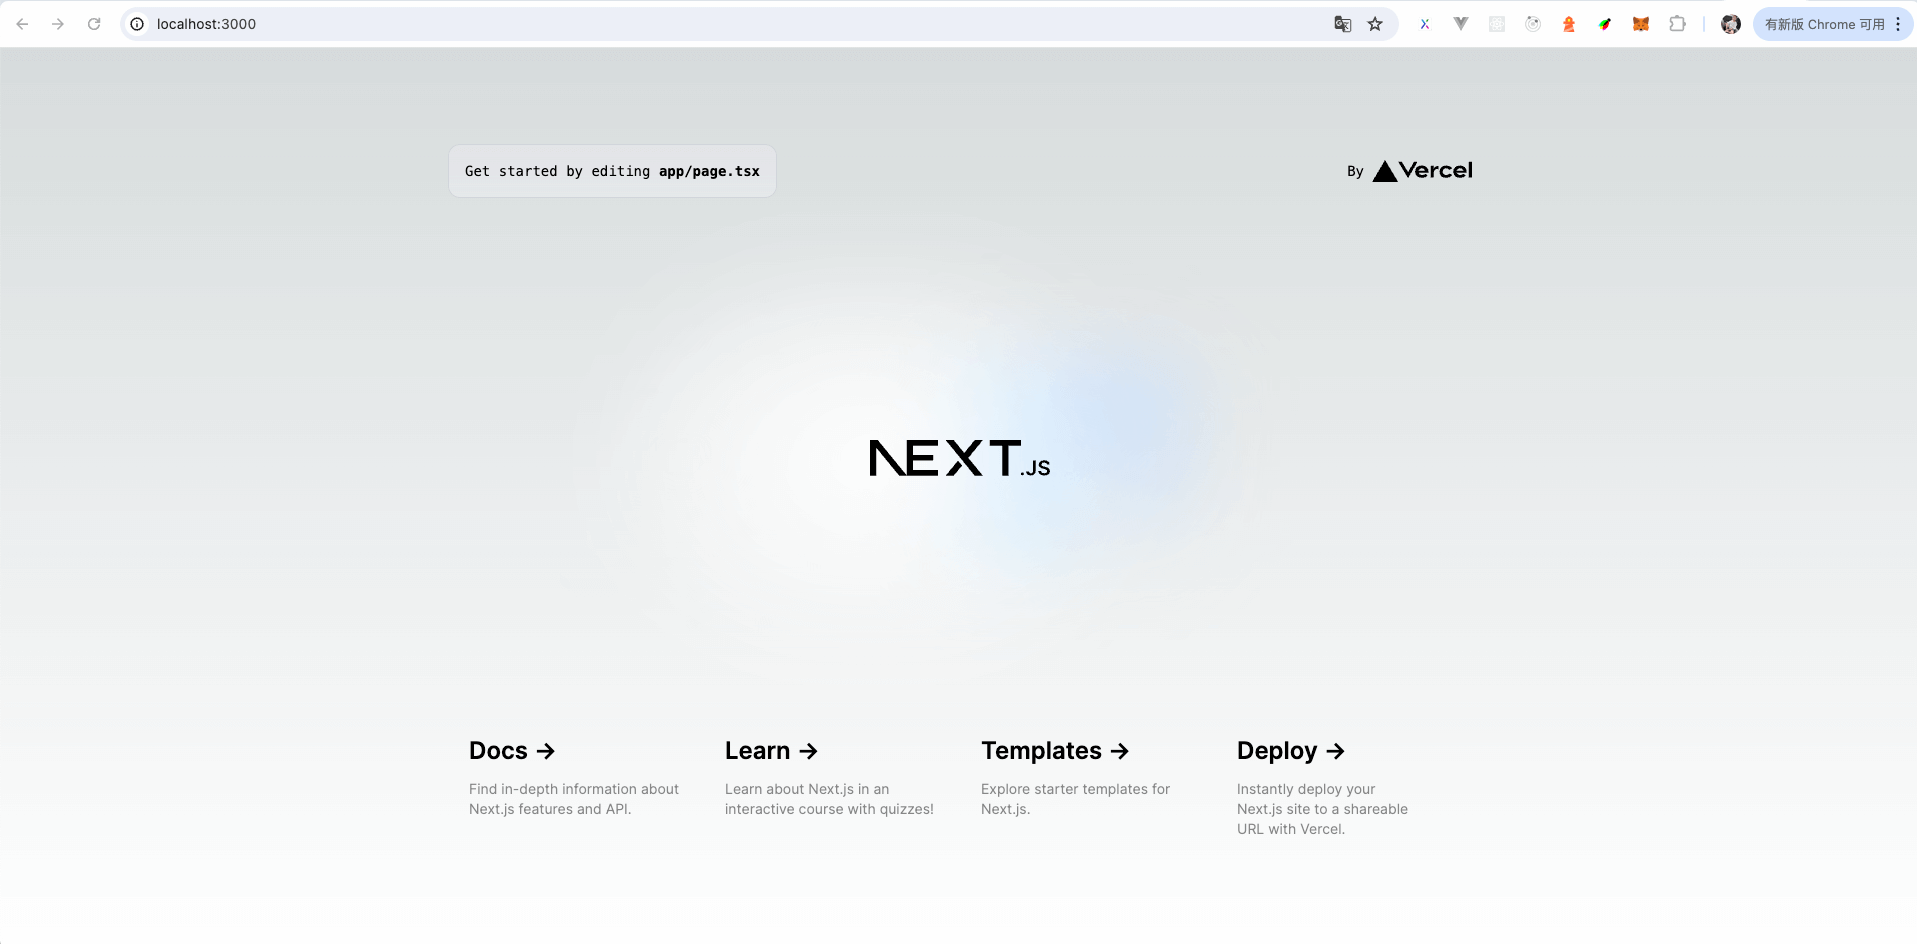 localhost:3000
有新版 Chrome 可用
Get started by editing app/page.tsx
By Vercel
NEXT.JS
Docs →
Find in-depth information about
Next.js features and API.
Learn →
Learn about Next.js in an
interactive course with quizzes!
Templates →
Explore starter templates for
Next.js.
Deploy →
Instantly deploy your
Next.js site to a shareable
URL with Vercel.